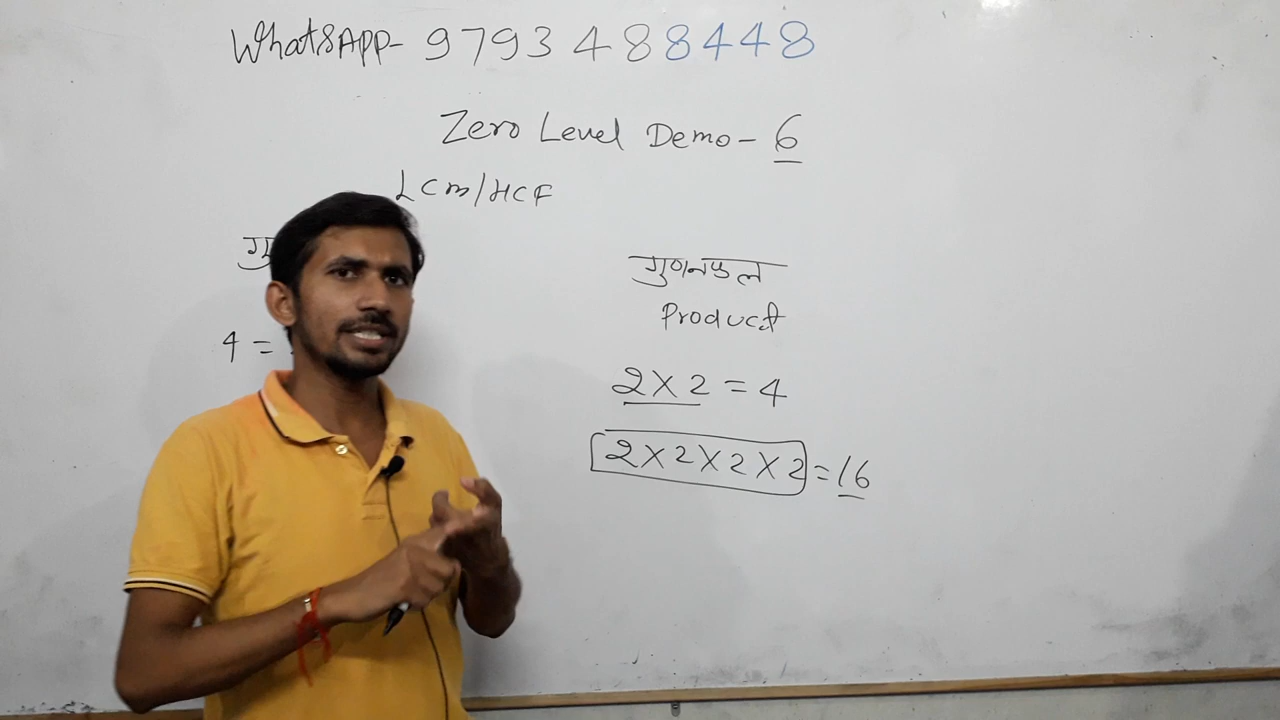 WhatsApp- 9793488448
Zero Level Demo- 6
LCM/HCF
गुणनफल
Product
4 =
2×2 = 4
2×2×2×2 = 16